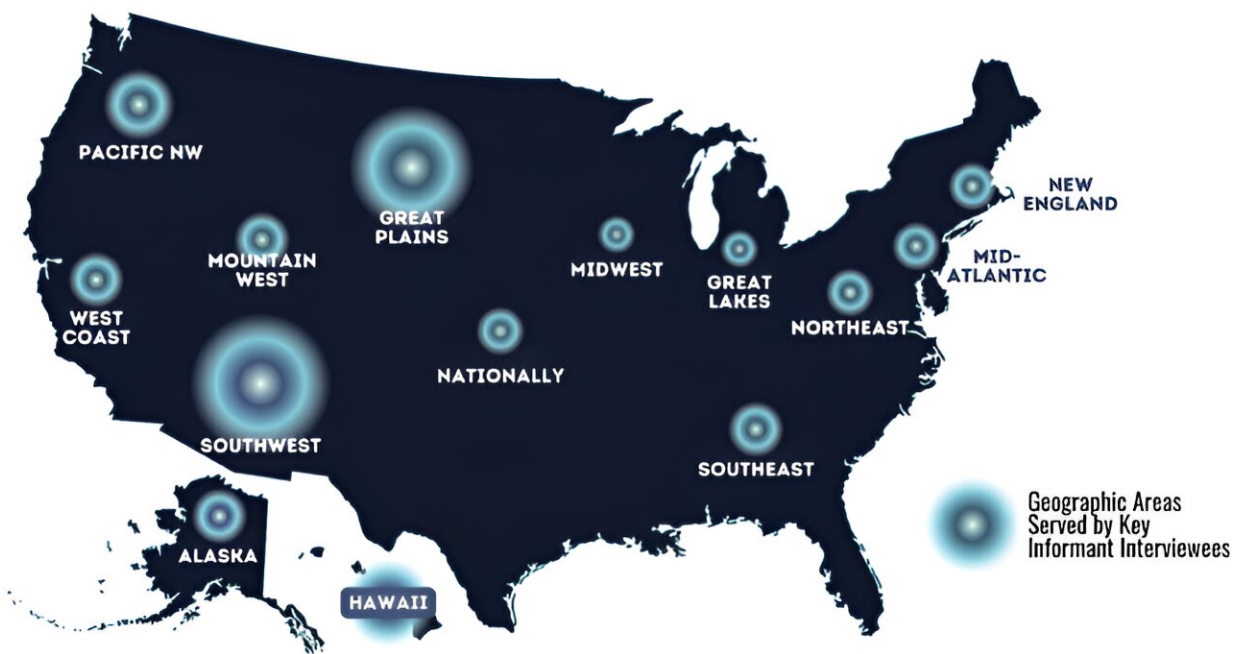 PACIFIC NW
GREAT
PLAINS
NEW
ENGLAND
MOUNTAIN
WEST
MIDWEST
GREAT
LAKES
MID-
ATLANTIC
WEST
COAST
NORTHEAST
NATIONALLY
SOUTHWEST
SOUTHEAST
ALASKA
HAWAII
Geographic Areas
Served by Key
Informant Interviewees